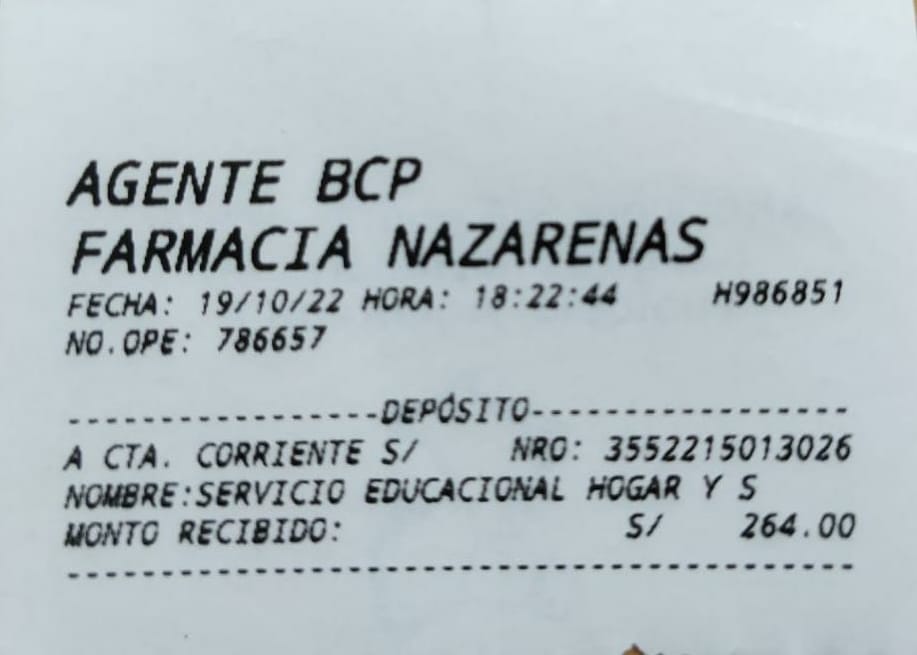 AGENTE BCP
FARMACIA NAZARENAS
FECHA: 19/10/22 HORA: 18:22:44 H986851
NO.OPE: 786657
-----------------DEPÓSITO-----------------
A CTA. CORRIENTE S/ NRO: 3552215013026
NOMBRE:SERVICIO EDUCACIONAL HOGAR Y S
MONTO RECIBIDO: S/ 264.00
------------------------------------------